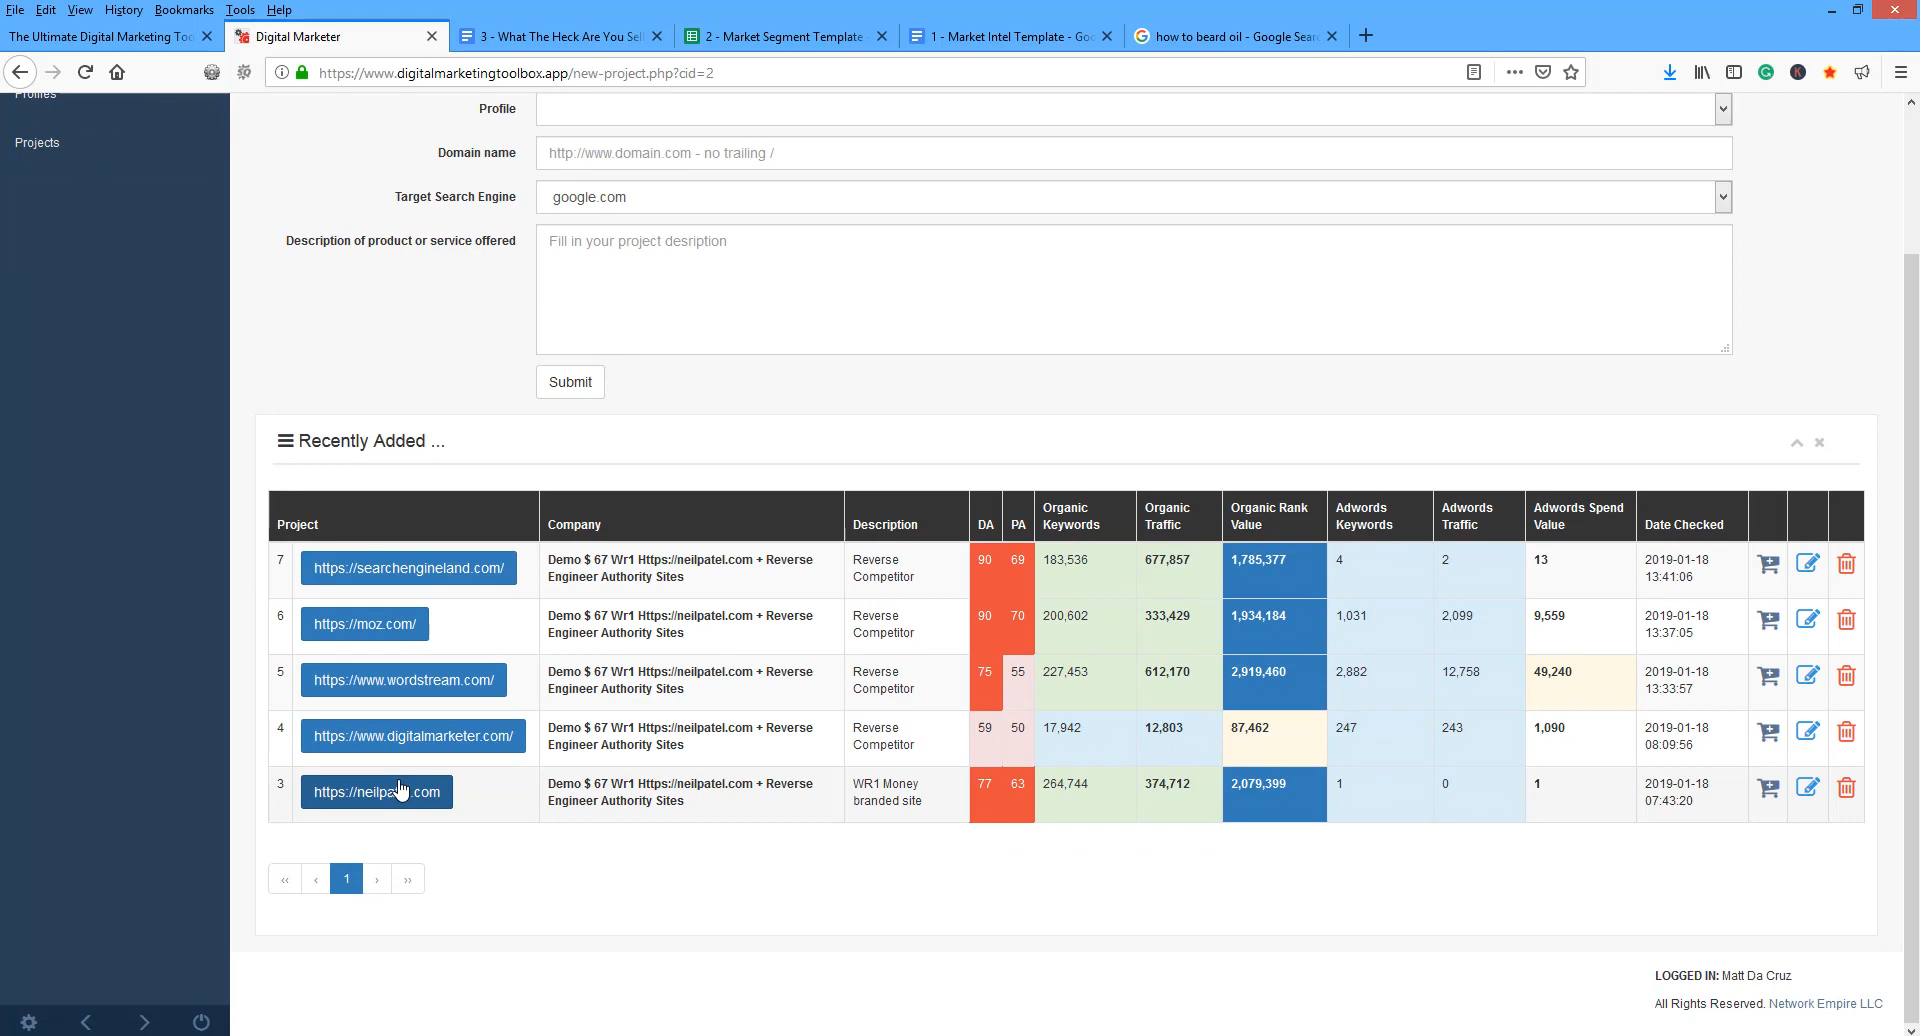 File Edit View History Bookmarks Tools Help
The Ultimate Digital Marketing Too
Digital Marketer
3 - What The Heck Are You Sel
2 - Market Segment Template
1 - Market Intel Template - Goo
how to beard oil - Google Sear
https://www.digitalmarketingtoolbox.app/new-project.php?cid=2
Profiles
Projects
Profile
Domain name
http://www.domain.com - no trailing /
Target Search Engine
google.com
Description of product or service offered
Fill in your project desription
Submit
Recently Added ...
Project Company Description DA PA Organic Keywords Organic Traffic Organic Rank Value Adwords Keywords Adwords Traffic Adwords Spend Value Date Checked
7 https://searchengineland.com/ Demo $ 67 Wr1 Https://neilpatel.com + Reverse Engineer Authority Sites Reverse Competitor 90 69 183,536 677,857 1,785,377 4 2 13 2019-01-18 13:41:06
6 https://moz.com/ Demo $ 67 Wr1 Https://neilpatel.com + Reverse Engineer Authority Sites Reverse Competitor 90 70 200,602 333,429 1,934,184 1,031 2,099 9,559 2019-01-18 13:37:05
5 https://www.wordstream.com/ Demo $ 67 Wr1 Https://neilpatel.com + Reverse Engineer Authority Sites Reverse Competitor 75 55 227,453 612,170 2,919,460 2,882 12,758 49,240 2019-01-18 13:33:57
4 https://www.digitalmarketer.com/ Demo $ 67 Wr1 Https://neilpatel.com + Reverse Engineer Authority Sites Reverse Competitor 59 50 17,942 12,803 87,462 247 243 1,090 2019-01-18 08:09:56
3 https://neilpatel.com Demo $ 67 Wr1 Https://neilpatel.com + Reverse Engineer Authority Sites WR1 Money branded site 77 63 264,744 374,712 2,079,399 1 0 1 2019-01-18 07:43:20
‹‹ ‹ 1 › ››
LOGGED IN: Matt Da Cruz
All Rights Reserved. Network Empire LLC